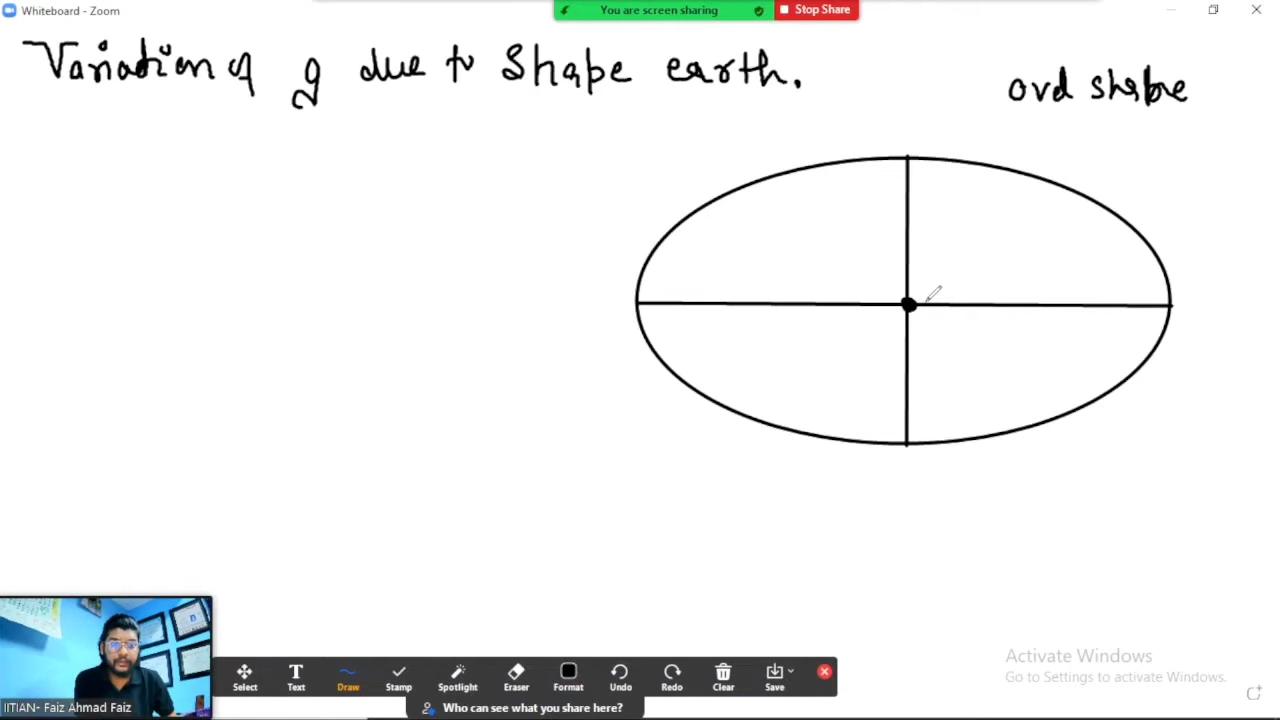 Whiteboard - Zoom
You are screen sharing
Stop Share
Variation of g due to Shape earth.
oval shape
Activate Windows
Go to Settings to activate Windows.
Select
Text
Draw
Stamp
Spotlight
Eraser
Format
Undo
Redo
Clear
Save
IITIAN- Faiz Ahmad Faiz
Who can see what you share here?